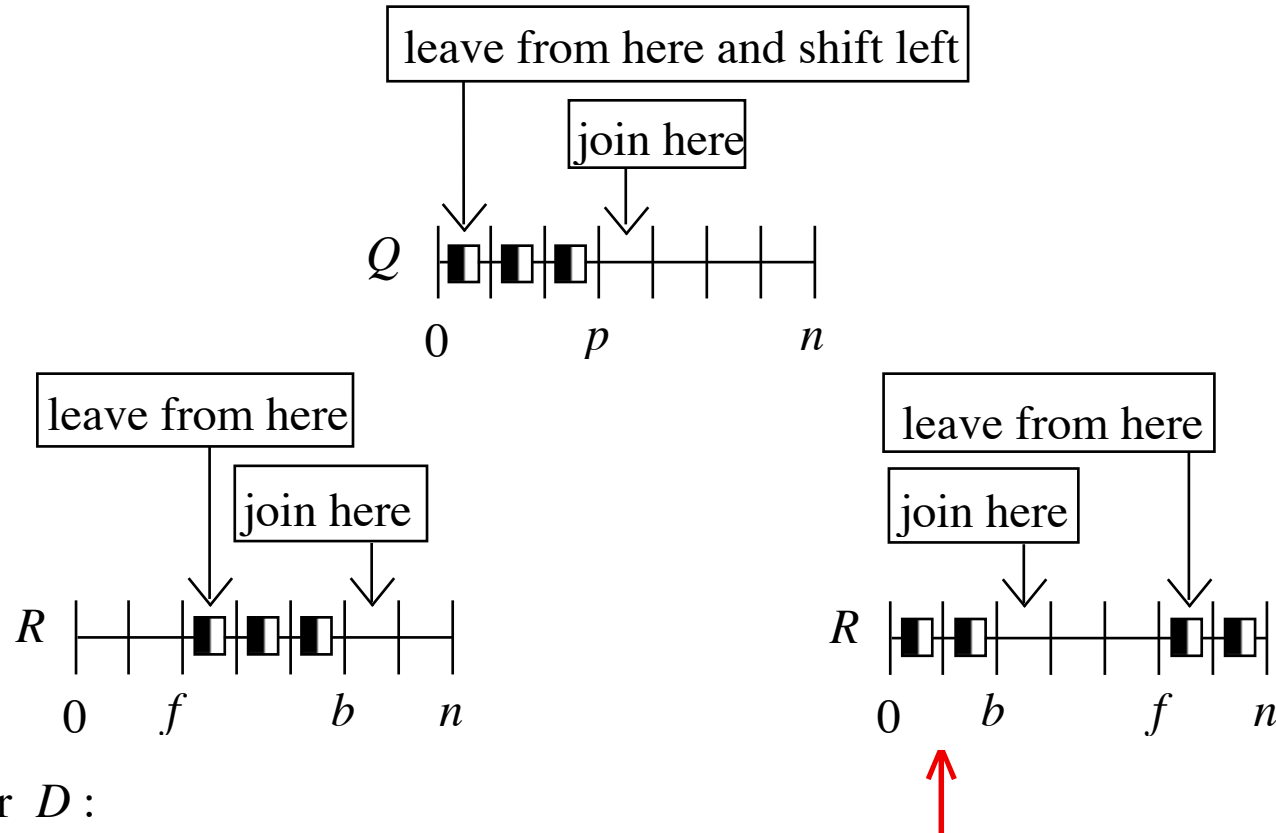 leave from here and shift left
join here
Q
0 p n
leave from here
join here
R
0 f b n
leave from here
join here
R
0 b f n
r D :